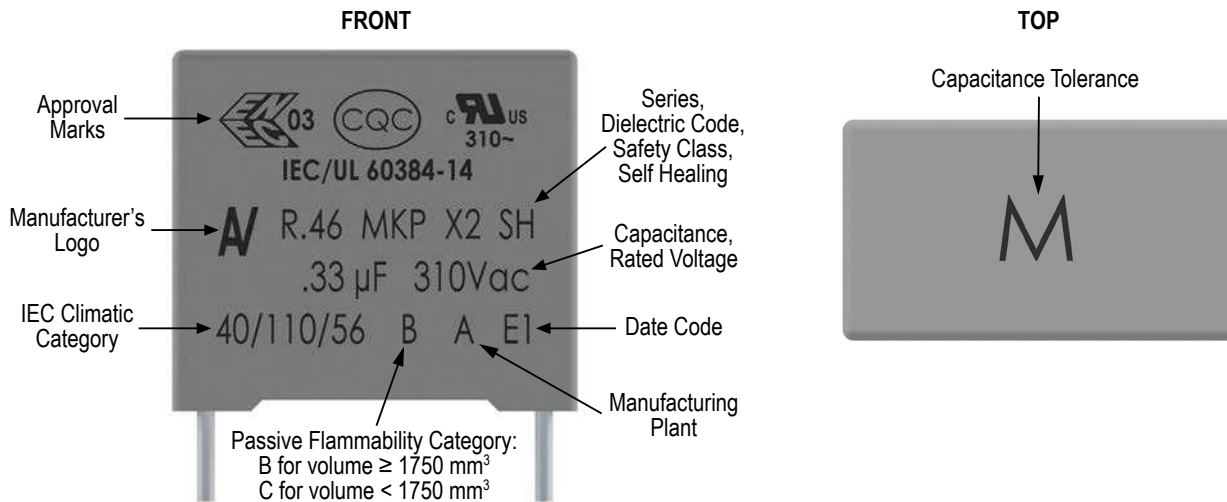 FRONT
TOP
Approval
Marks
ENEC 03 CQC C RU US
310~
IEC/UL 60384-14
Series,
Dielectric Code,
Safety Class,
Self Healing
Capacitance Tolerance
M
Manufacturer’s
Logo
R.46 MKP X2 SH
Capacitance,
Rated Voltage
.33 µF 310Vac
IEC Climatic
Category
40/110/56 B A E1
Date Code
Manufacturing
Plant
Passive Flammability Category:
B for volume ≥ 1750 mm³
C for volume < 1750 mm³